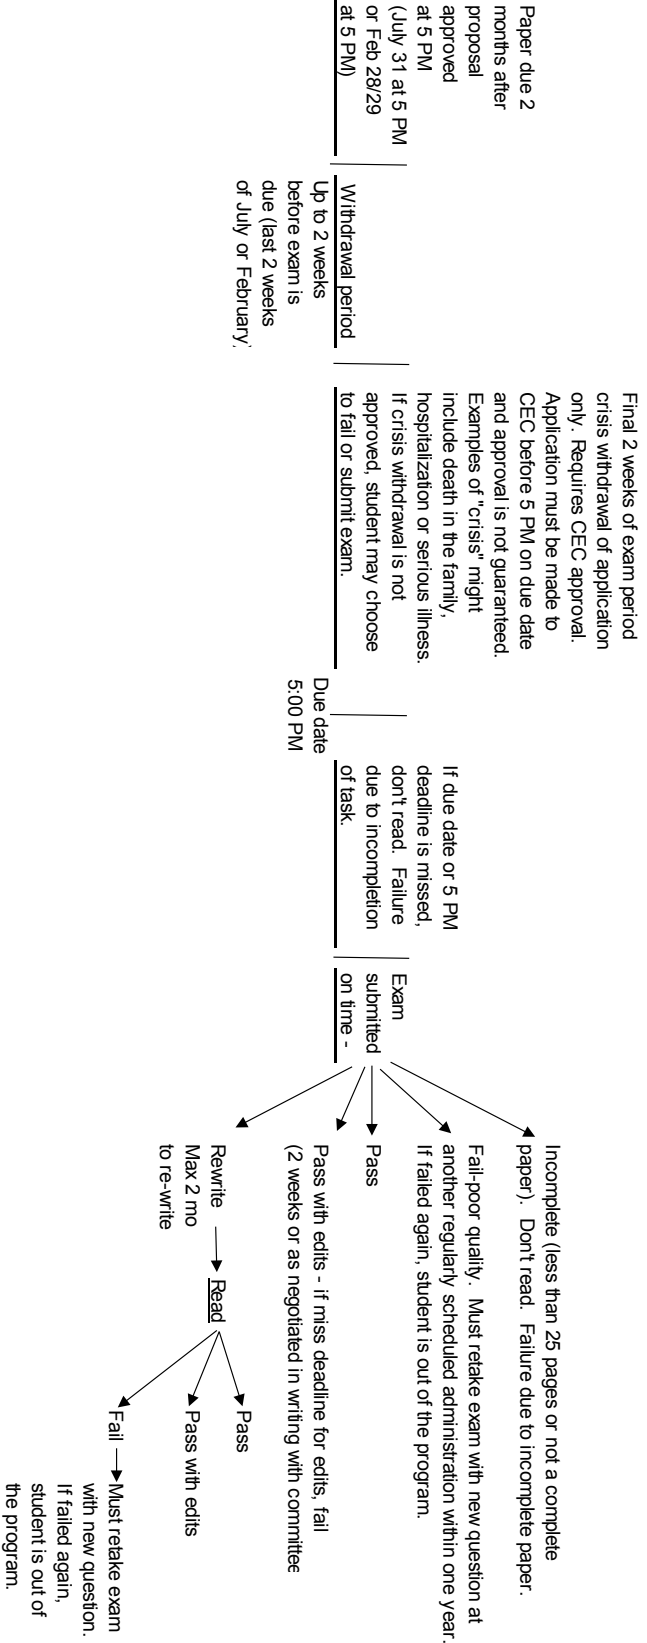 Paper due 2
months after
proposal
approved
at 5 PM
(July 31 at 5 PM
or Feb 28/29
at 5 PM)
Withdrawal period
Up to 2 weeks
before exam is
due (last 2 weeks
of July or February)
Final 2 weeks of exam period
crisis withdrawal of application
only. Requires CEC approval.
Application must be made to
CEC before 5 PM on due date
and approval is not guaranteed.
Examples of "crisis" might
include death in the family,
hospitalization or serious illness.
If crisis withdrawal is not
approved, student may choose
to fail or submit exam.
Due date
5:00 PM
If due date or 5 PM
deadline is missed,
don't read. Failure
due to incompletion
of task.
Exam
submitted
on time -
Incomplete (less than 25 pages or not a complete
paper). Don't read. Failure due to incomplete paper.
Fail-poor quality. Must retake exam with new question at
another regularly scheduled administration within one year.
If failed again, student is out of the program.
Pass
Pass with edits - if miss deadline for edits, fail
(2 weeks or as negotiated in writing with committee
Rewrite
Max 2 mo
to re-write
Read
Pass
Pass with edits
Fail
Must retake exam
with new question.
If failed again,
student is out of
the program.